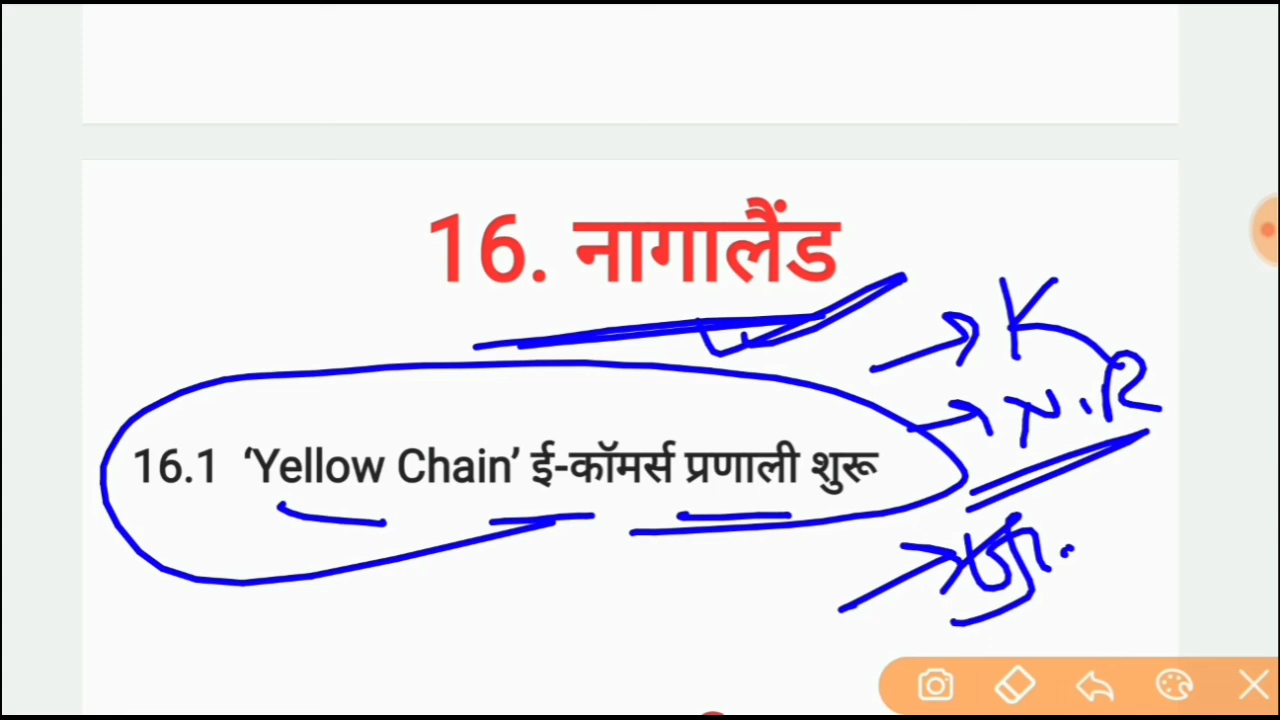 16. नागालैंड
K
N.R
16.1 ‘Yellow Chain’ ई-कॉमर्स प्रणाली शुरू